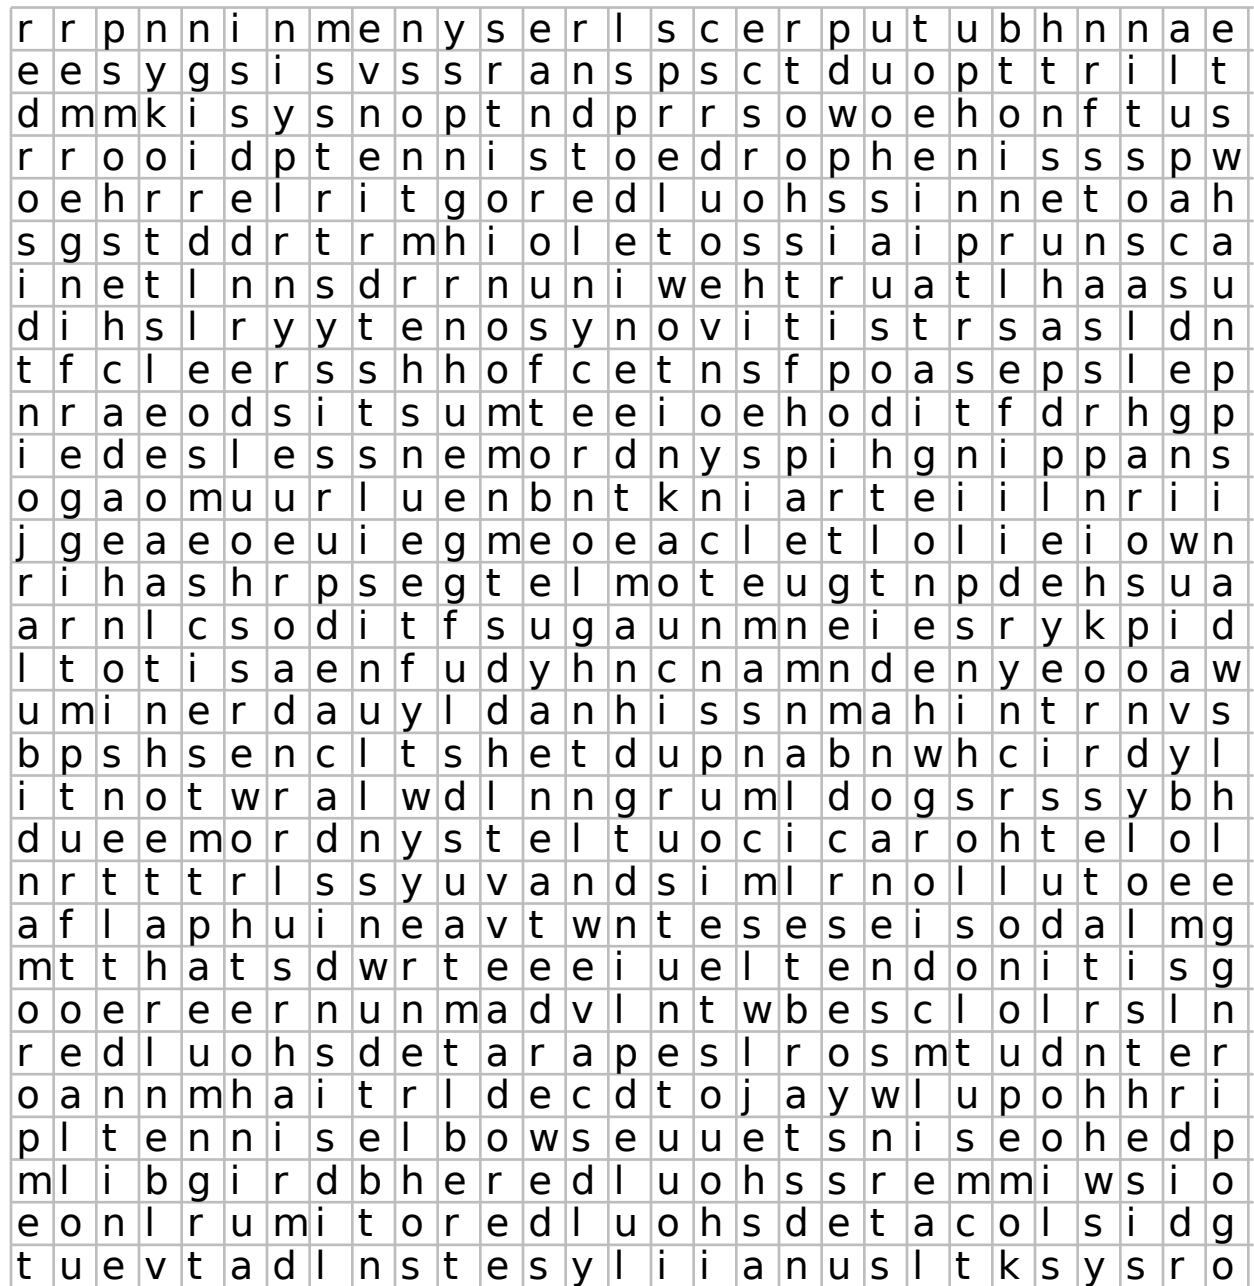 r r p n n i n m e n y s e r l s c e r p u t u b h n n a e
e e s y g s i s v s s r a n s p s c t d u o p t t r i l t
d m m k i s y s n o p t n d p r r s o w o e h o n f t u s
r r o o i d p t e n n i s t o e d r o p h e n i s s s p w
o e h r r e l r i t g o r e d l u o h s s i n n e t o a h
s g s t d d r t r m h i o l e t o s s i a i p r u n s c a
i n e t l n n s d r r n u n i w e h t r u a t l h a a s u
d i h s l r y y t e n o s y n o v i t i s t r s a s l d n
t f c l e e r s s h h o f c e t n s f p o a s e p s l e p
n r a e o d s i t s u m t e e i o e h o d i t f d r h g p
i e d e s l e s s n e m o r d n y s p i h g n i p p a n s
o g a o m u u r l u e n b n t k n i a r t e i i l n r i i
j g e a e o e u i e g m e o e a c l e t l o l i e i o w n
r i h a s h r p s e g t e l m o t e u g t n p d e h s u a
a r n l c s o d i t f s u g a u n m n e i e s r y k p i d
l t o t i s a e n f u d y h n c n a m n d e n y e o o a w
u m i n e r d a u y l d a n h i s s n m a h i n t r n v s
b p s h s e n c l t s h e t d u p n a b n w h c i r d y l
i t n o t w r a l w d l n n g r u m l d o g s r s s y b h
d u e e m o r d n y s t e l t u o c i c a r o h t e l o l
n r t t t r l s s y u v a n d s i m l r n o l l u t o e e
a f l a p h u i n e a v t w n t e s e s e i s o d a l m g
m t t h a t s d w r t e e e i u e l t e n d o n i t i s g
o o e r e e r n u n m a d v l n t w b e s c l o l r s l n
r e d l u o h s d e t a r a p e s l r o s m t u d n t e r
o a n n m h a i t r l d e c d t o j a y w l u p o h h r i
p l t e n n i s e l b o w s e u u e t s n i s e o h e d p
m l i b g i r d b h e r e d l u o h s s r e m m i w s i o
e o n l r u m i t o r e d l u o h s d e t a c o l s i d g
t u e v t a d l n s t e s y l i i a n u s l t k s y s r o